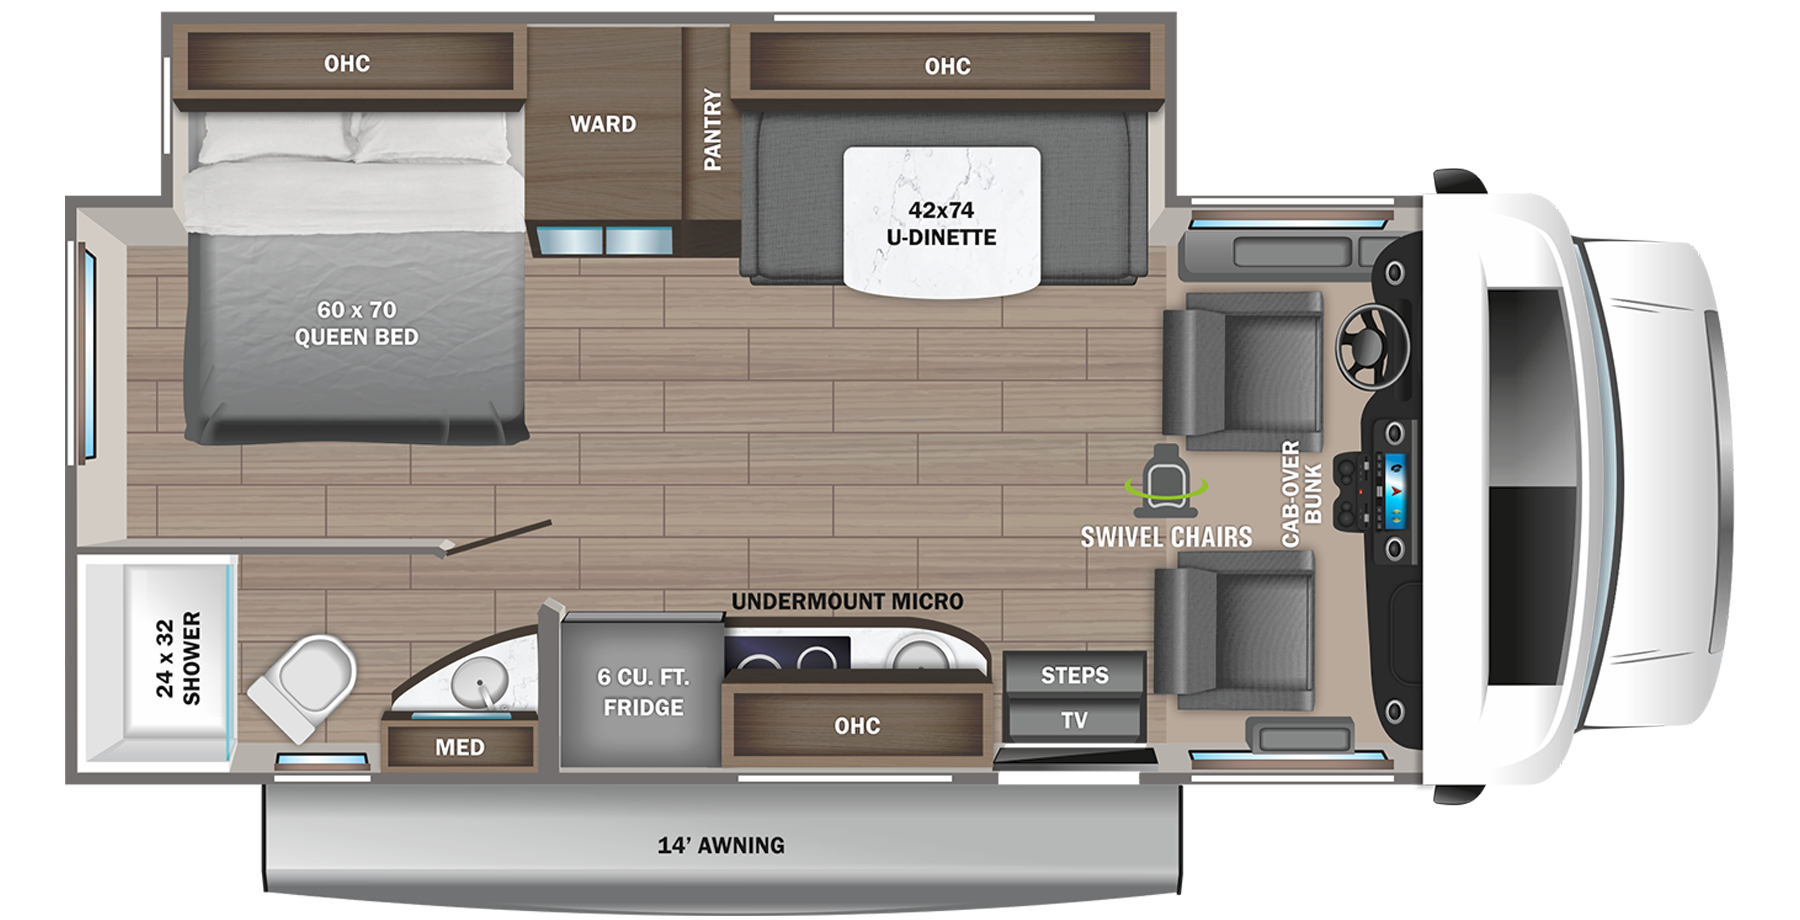 OHC
WARD
PANTRY
OHC
42x74
U-DINETTE
60 x 70
QUEEN BED
SWIVEL CHAIRS
CAB-OVER
BUNK
24 x 32
SHOWER
UNDERMOUNT MICRO
6 CU. FT.
FRIDGE
STEPS
TV
OHC
MED
14’ AWNING